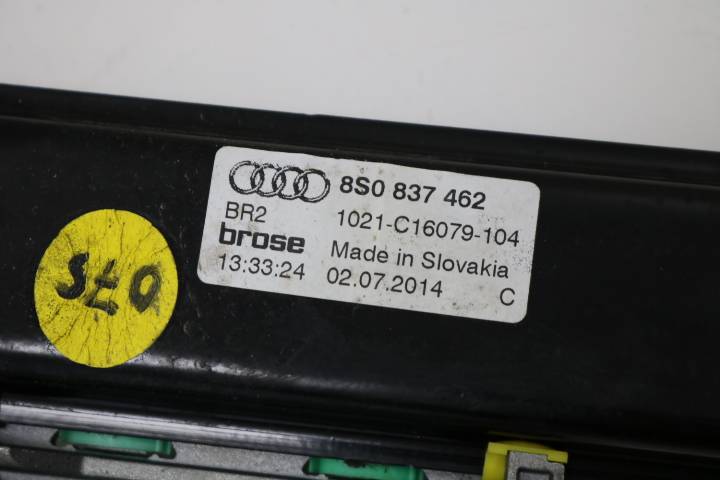 8S0 837 462
BR2 1021-C16079-104
brose Made in Slovakia
13:33:24 02.07.2014 C